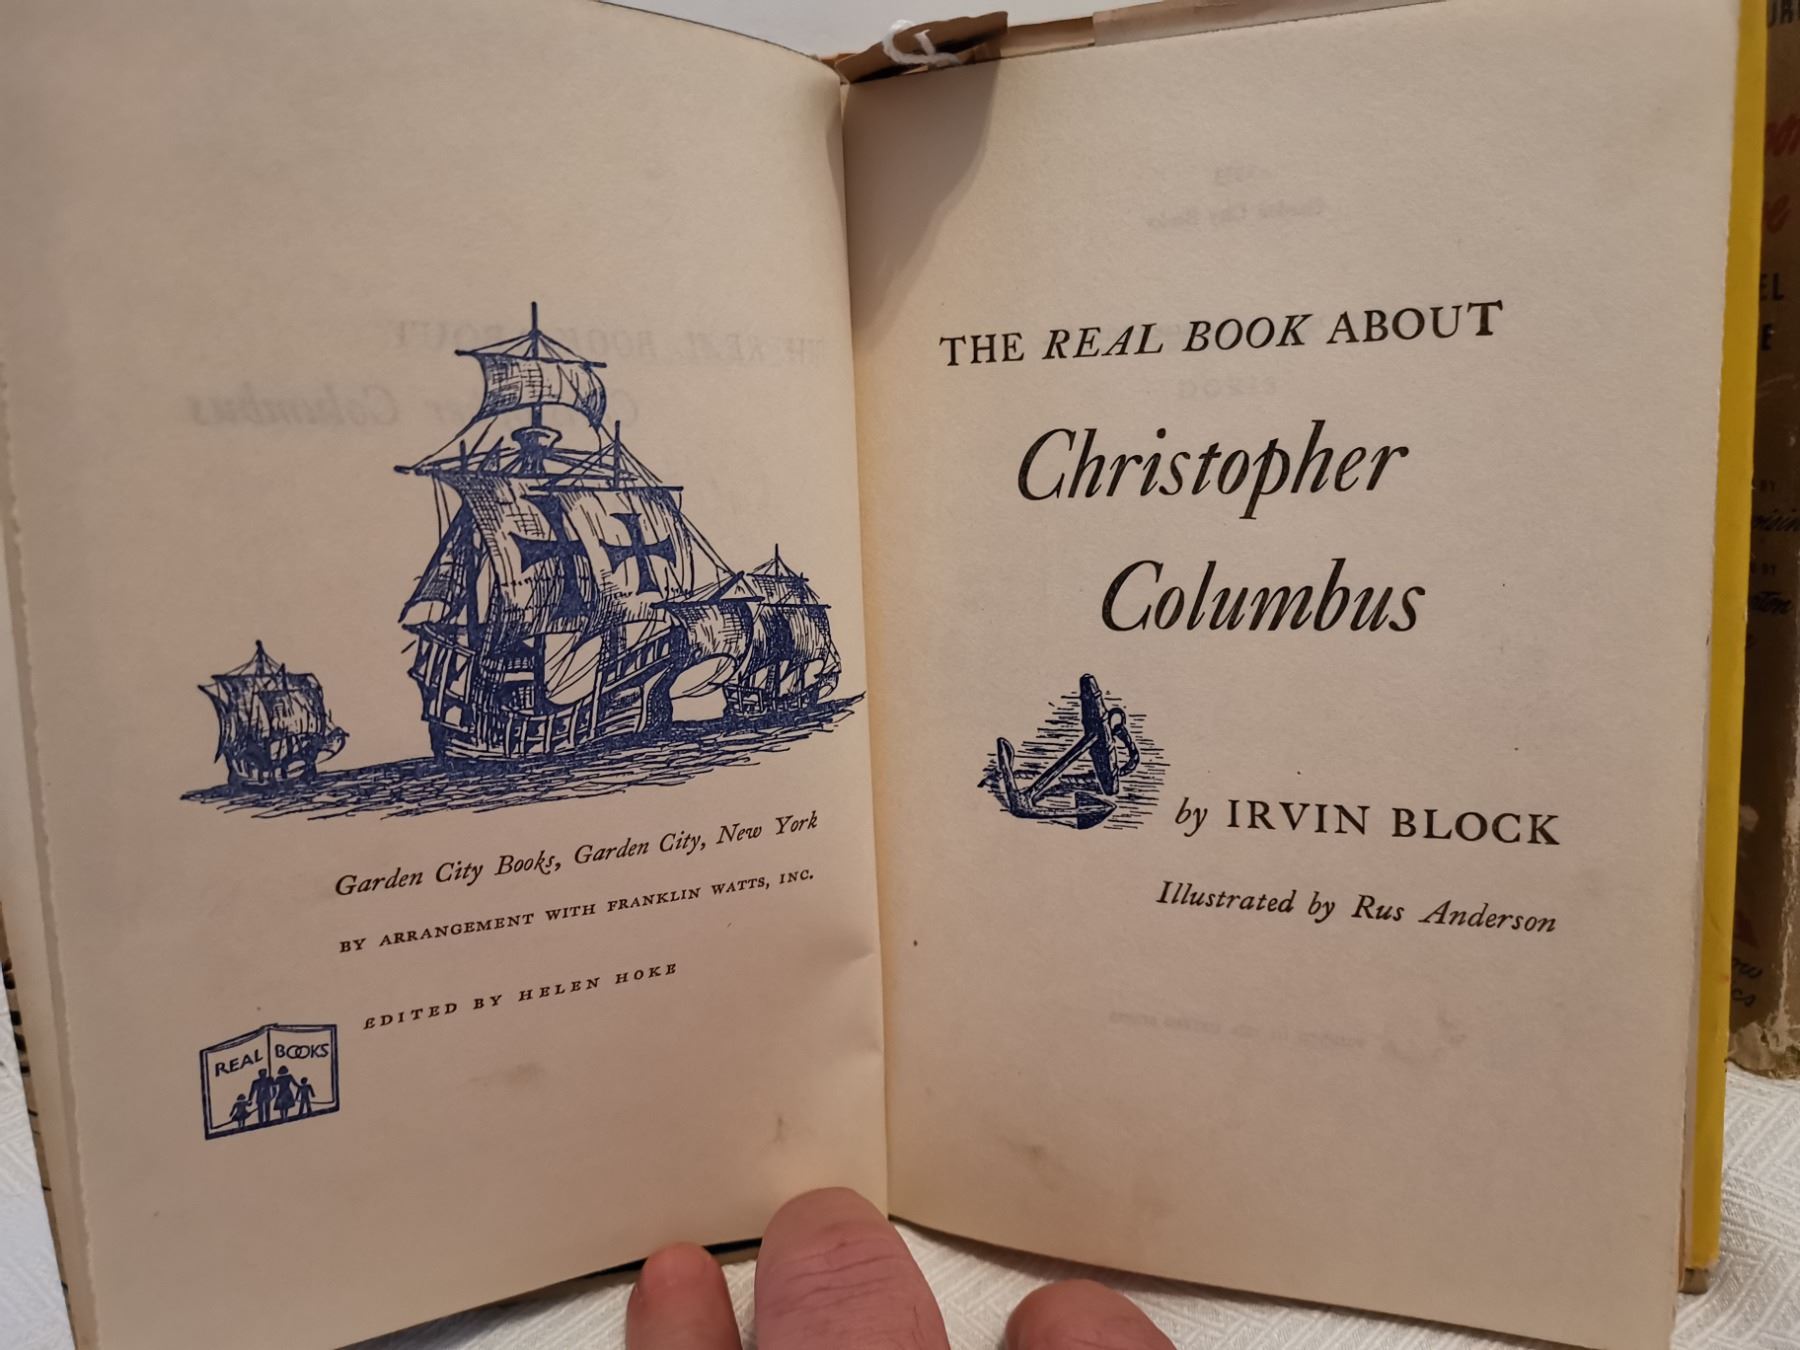 Garden City Books, Garden City, New York
BY ARRANGEMENT WITH FRANKLIN WATTS, INC.
EDITED BY HELEN HOKE
REAL BOOKS
THE REAL BOOK ABOUT
Christopher
Columbus
by IRVIN BLOCK
Illustrated by Rus Anderson